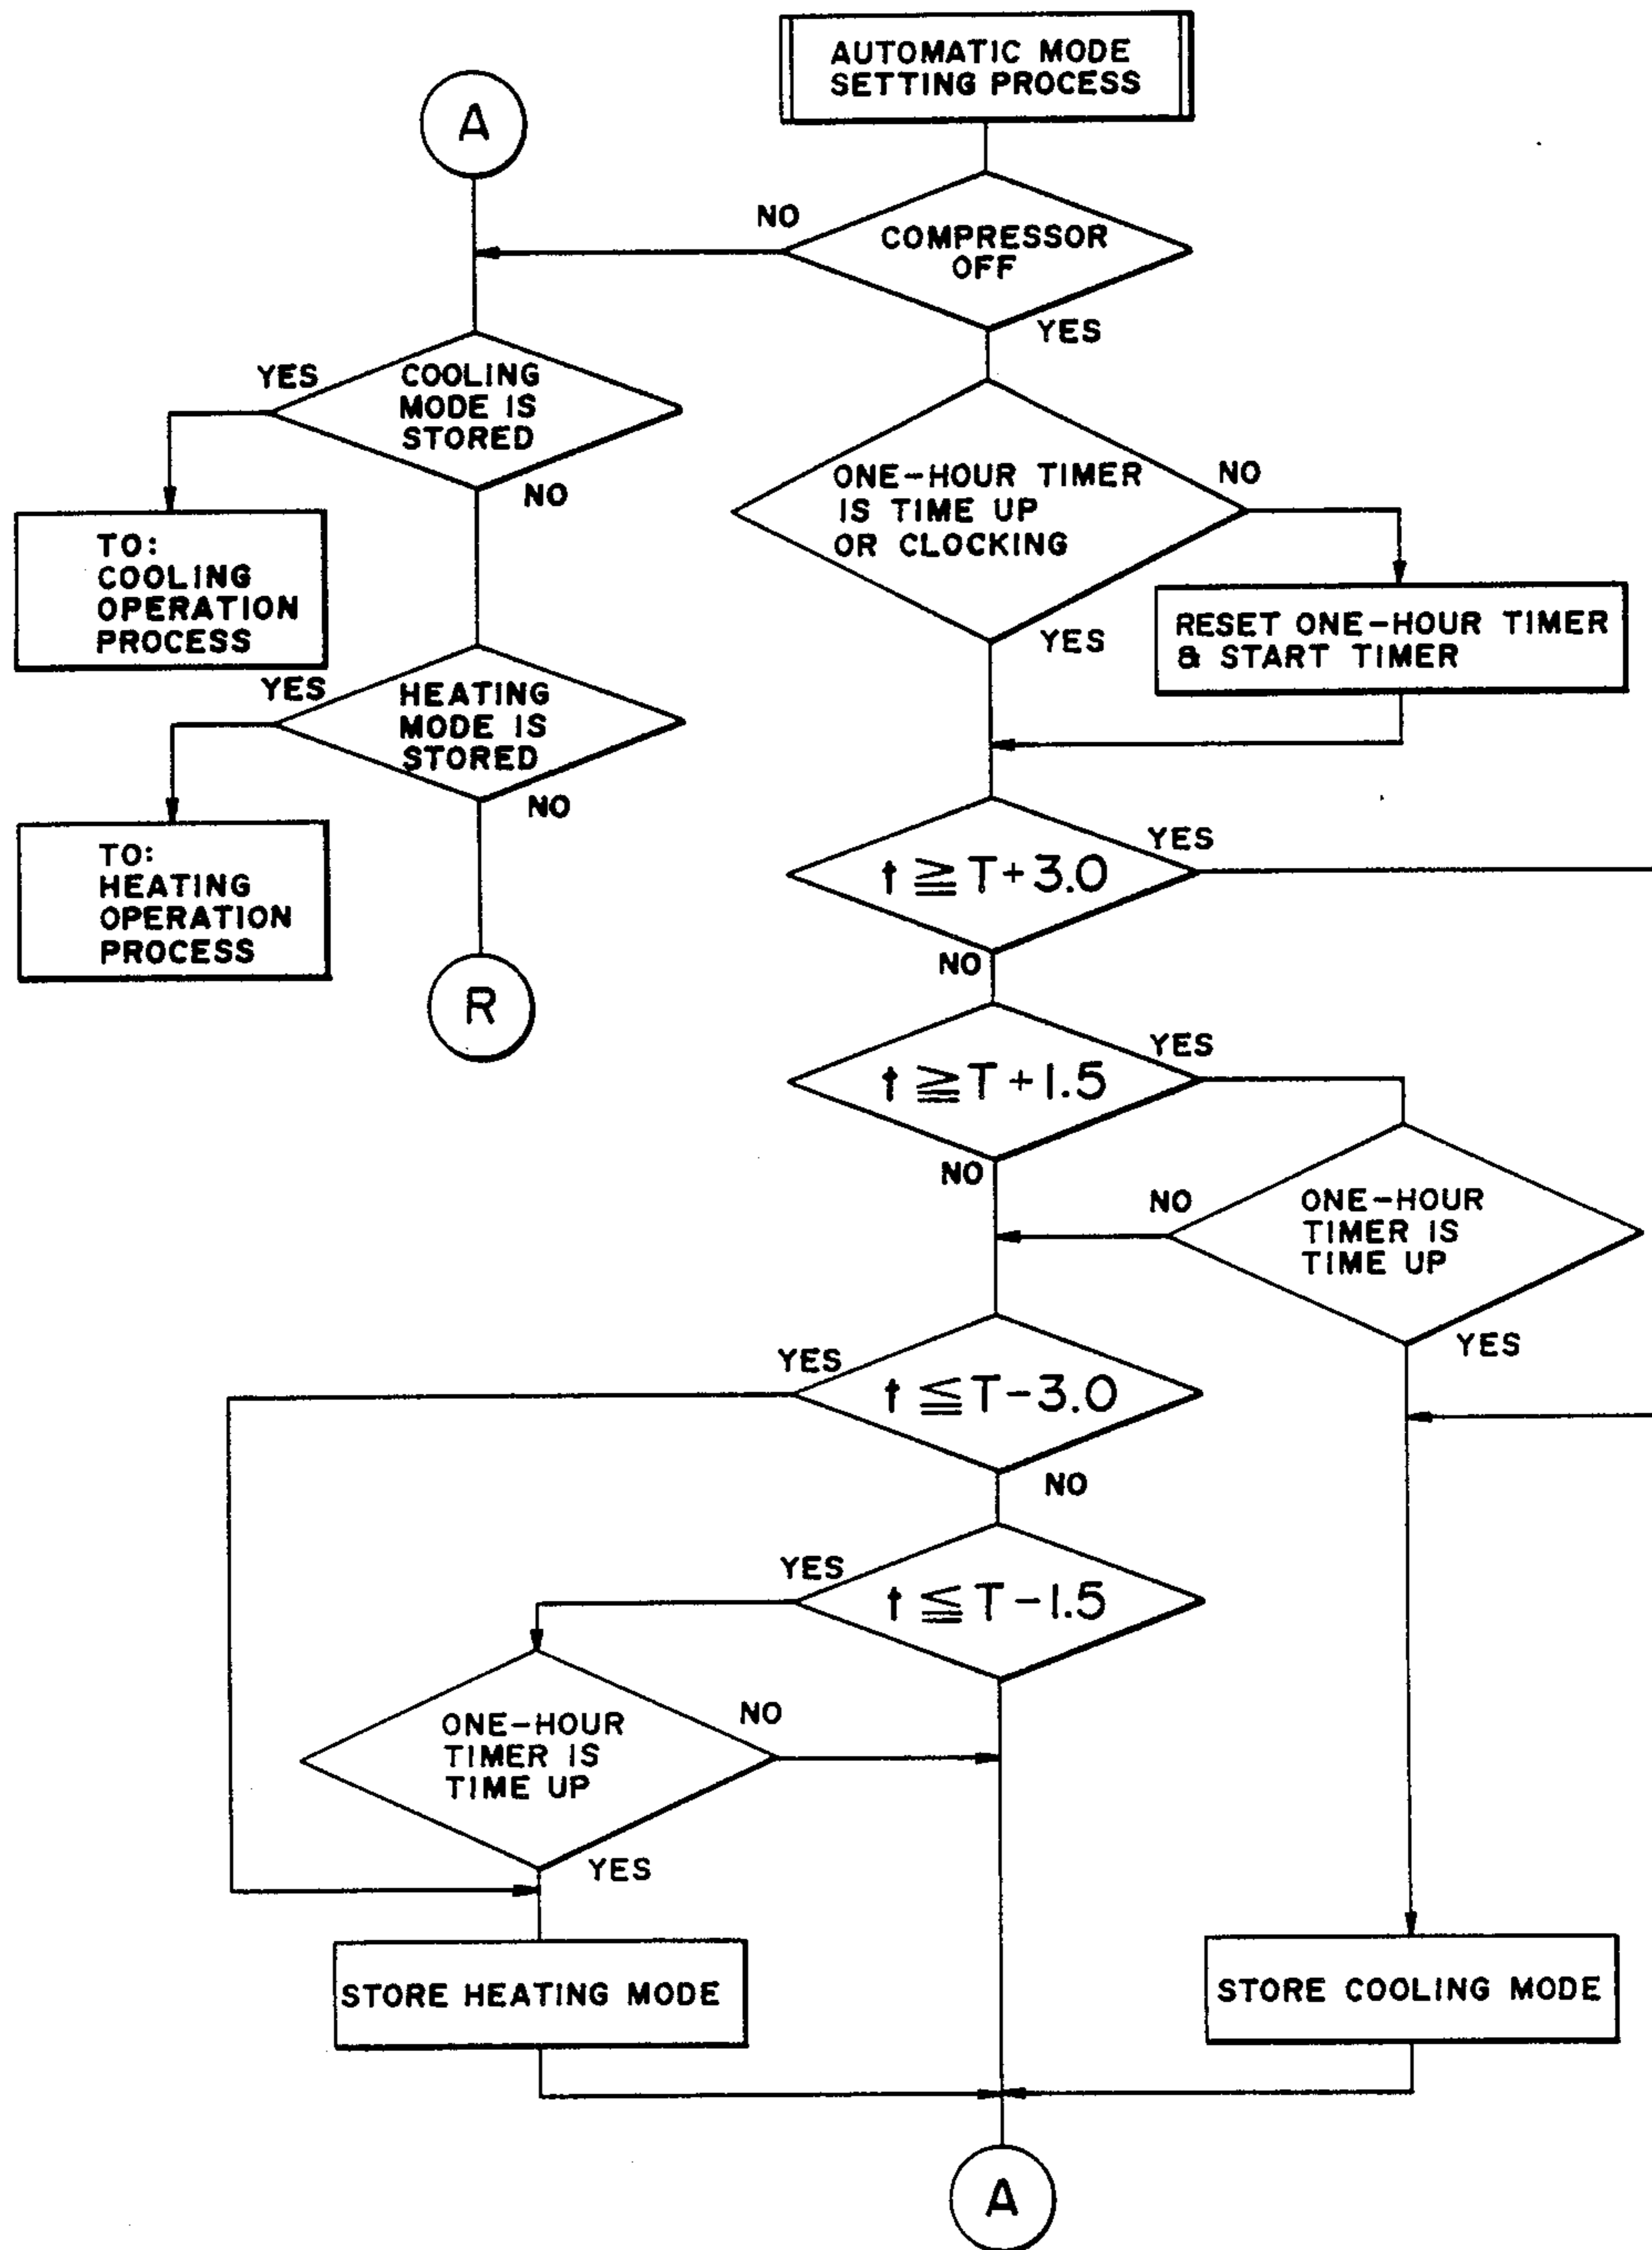 AUTOMATIC MODE
SETTING PROCESS
A
NO
COMPRESSOR
OFF
YES
YES
COOLING
MODE IS
STORED
NO
ONE-HOUR TIMER
IS TIME UP
OR CLOCKING
NO
YES
TO:
COOLING
OPERATION
PROCESS
RESET ONE-HOUR TIMER
& START TIMER
YES
HEATING
MODE IS
STORED
NO
TO:
HEATING
OPERATION
PROCESS
R
t ≧ T+3.0
YES
NO
t ≧ T+1.5
YES
NO
NO
ONE-HOUR
TIMER IS
TIME UP
YES
YES
t ≦ T-3.0
NO
YES
t ≦ T-1.5
ONE-HOUR
TIMER IS
TIME UP
NO
YES
STORE HEATING MODE
STORE COOLING MODE
A